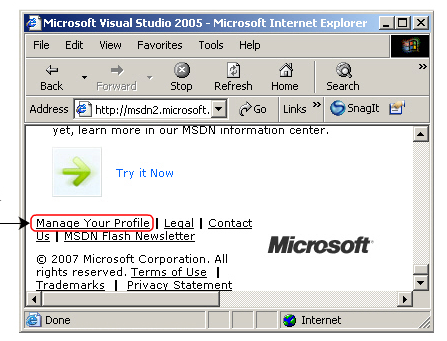 Microsoft Visual Studio 2005 - Microsoft Internet Explorer
File Edit View Favorites Tools Help
Back Forward Stop Refresh Home Search »
Address http://msdn2.microsoft. Go Links » SnagIt
yet, learn more in our MSDN information center.
Try it Now
Manage Your Profile | Legal | Contact
Us | MSDN Flash Newsletter
Microsoft
© 2007 Microsoft Corporation. All
rights reserved. Terms of Use |
Trademarks | Privacy Statement
Done Internet